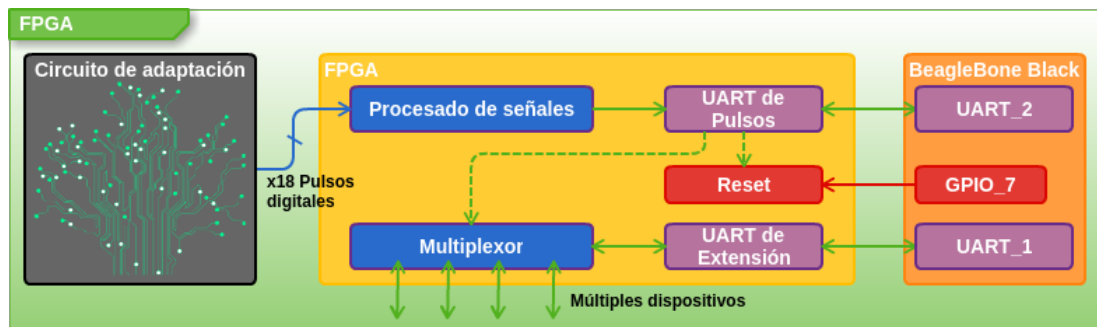 FPGA
Circuito de adaptación
FPGA
BeagleBone Black
Procesado de señales
UART de
Pulsos
UART_2
x18 Pulsos
digitales
Reset
GPIO_7
Multiplexor
UART de
Extensión
UART_1
Múltiples dispositivos